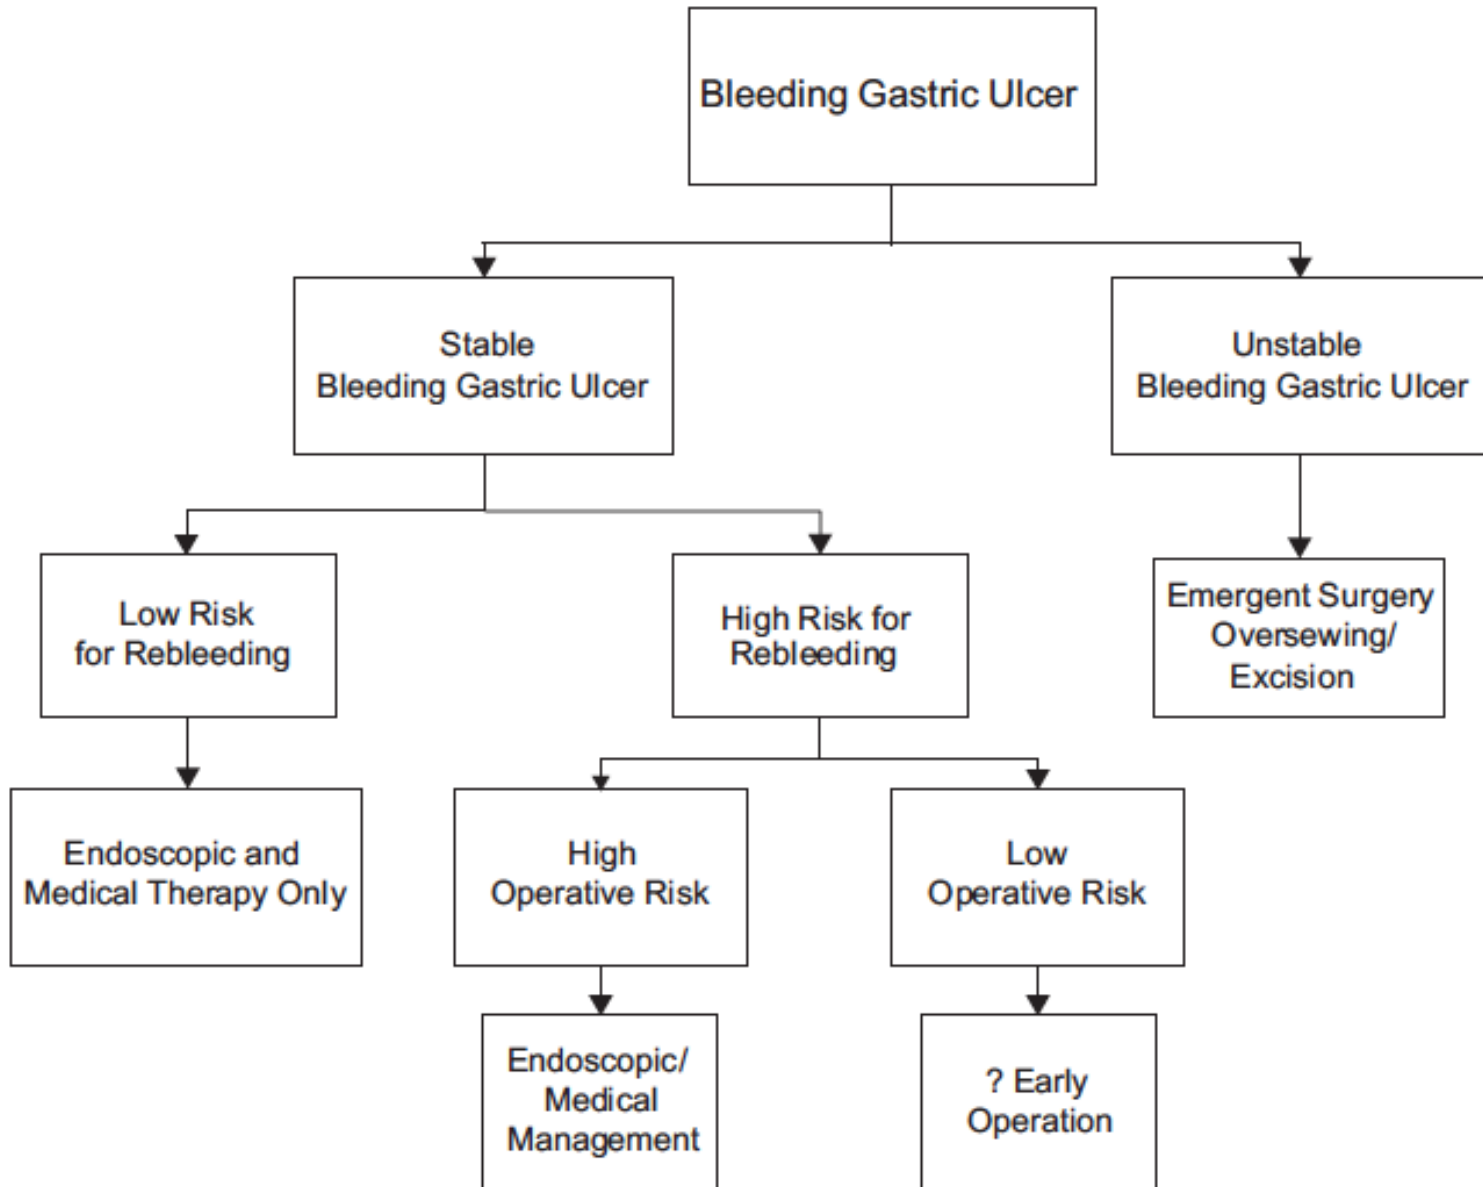 Bleeding Gastric Ulcer
Stable
Bleeding Gastric Ulcer
Unstable
Bleeding Gastric Ulcer
Low Risk
for Rebleeding
High Risk for
Rebleeding
Emergent Surgery
Oversewing/
Excision
Endoscopic and
Medical Therapy Only
High
Operative Risk
Low
Operative Risk
Endoscopic/
Medical
Management
? Early
Operation